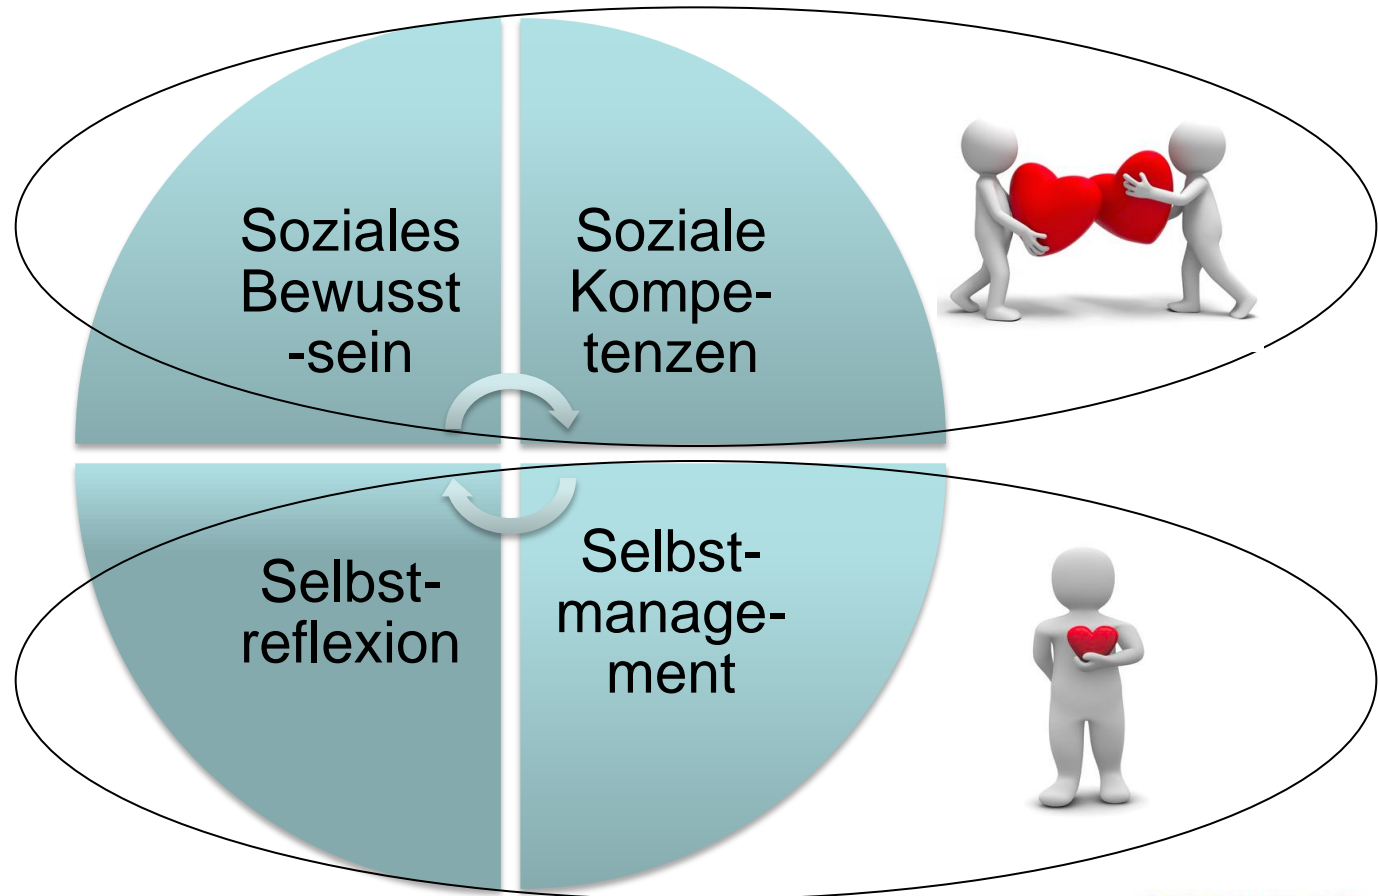 Soziales
Bewusst
-sein
Soziale
Kompe-
tenzen
Selbst-
reflexion
Selbst-
manage-
ment